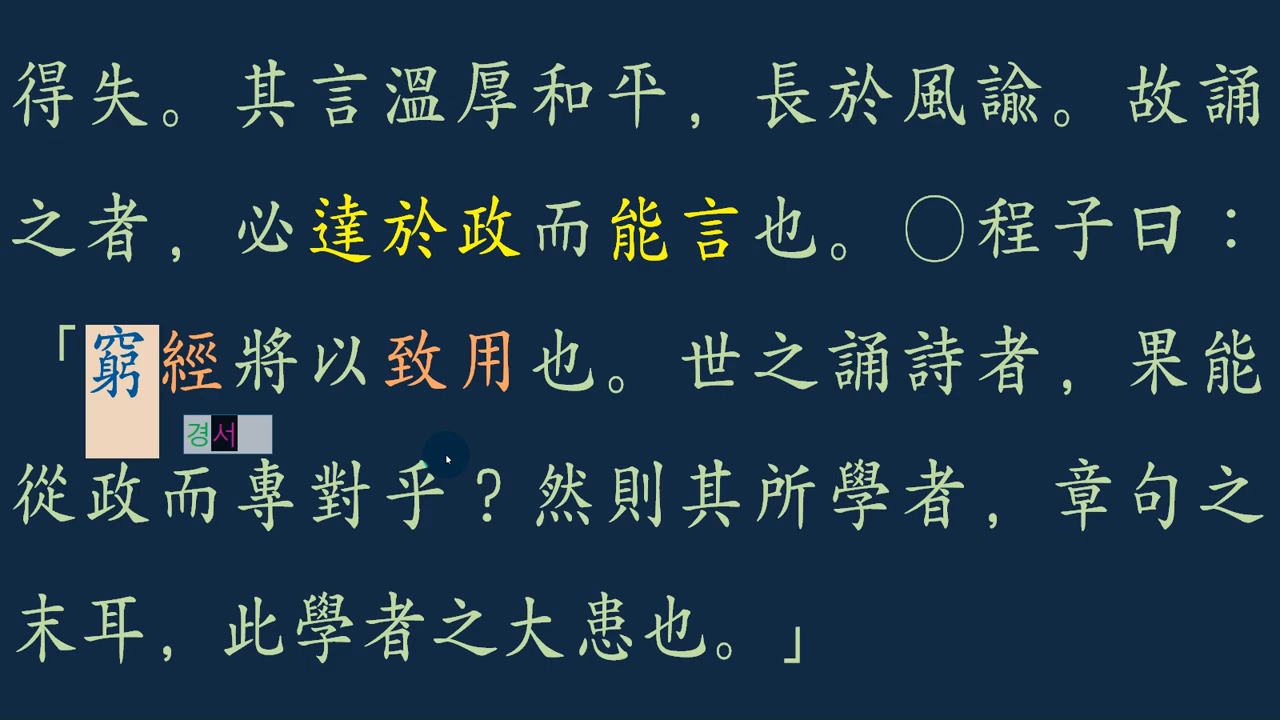 得失。其言溫厚和平，長於風諭。故誦
之者，必達於政而能言也。◯程子曰：
「窮經將以致用也。世之誦詩者，果能
경서
從政而專對乎？然則其所學者，章句之
末耳，此學者之大患也。」